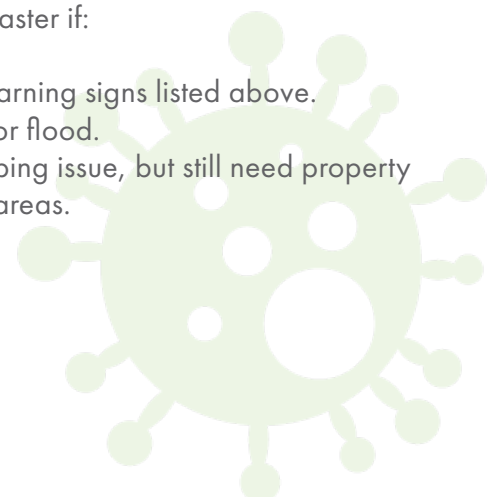 aster if:
arning signs listed above.
or flood.
bing issue, but still need property
areas.